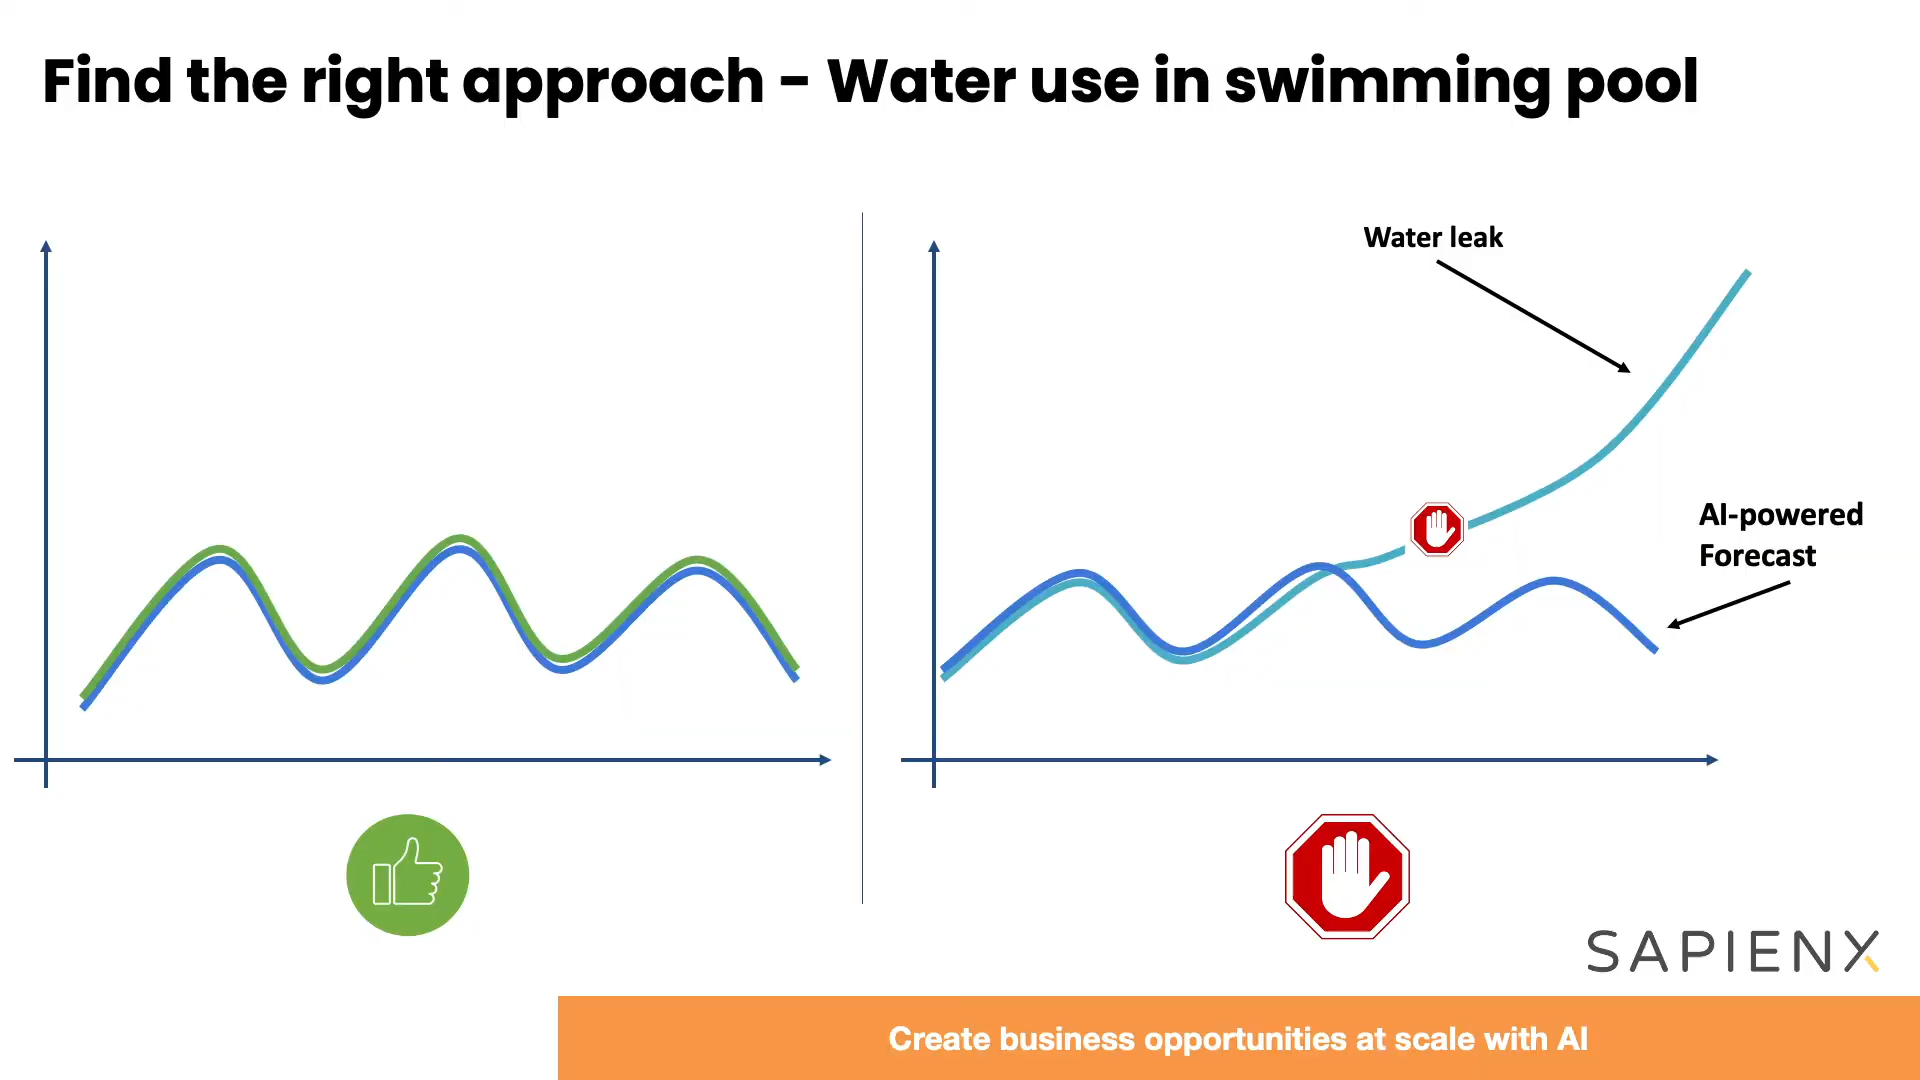 Find the right approach - Water use in swimming pool
Water leak
AI-powered
Forecast
SAPIENX
Create business opportunities at scale with AI